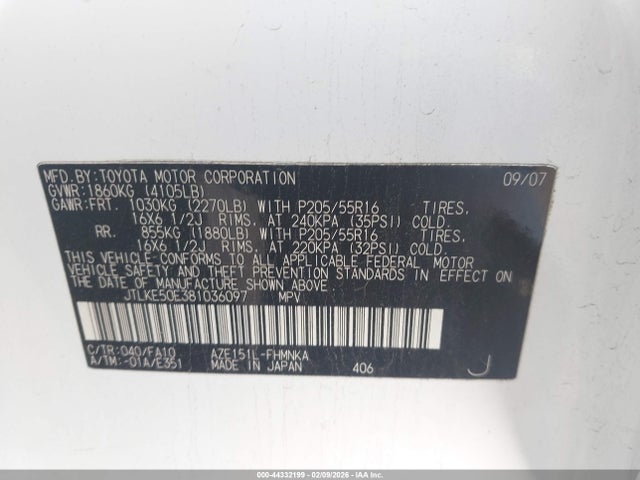 MFD.BY:TOYOTA MOTOR CORPORATION 09/07
GVWR:1860KG (4105LB)
GAWR:FRT 1030KG (2270LB) WITH P205/55R16 TIRES,
16X6 1/2J RIMS, AT 240KPA (35PSI) COLD.
RR. 855KG (1880LB) WITH P205/55R16 TIRES,
16X6 1/2J RIMS, AT 220KPA (32PSI) COLD.
THIS VEHICLE CONFORMS TO ALL APPLICABLE FEDERAL MOTOR
VEHICLE SAFETY AND THEFT PREVENTION STANDARDS IN EFFECT ON
THE DATE OF MANUFACTURE SHOWN ABOVE.
JTLKE50E381036097 MPV
C/TR:040/FA10 AZE151L-FHMNKA
A/TM:-01A/E351 MADE IN JAPAN 406 J
000-44332199 - 02/09/2026 - IAA Inc.